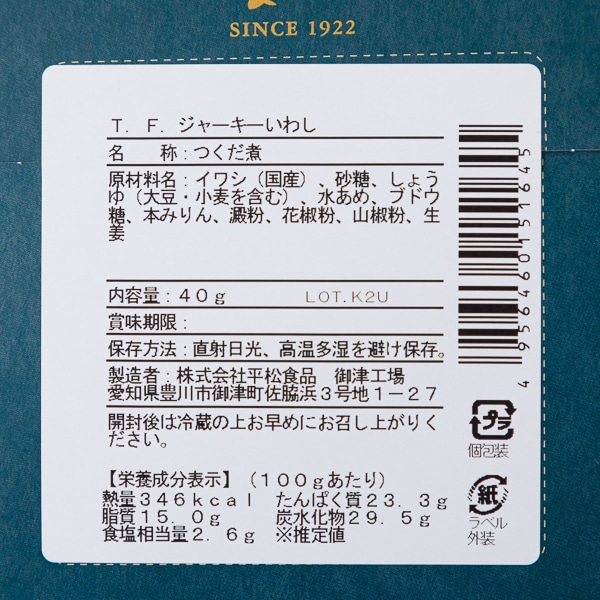 SINCE 1922
T. F. ジャーキーいわし
名　　称：つくだ煮
原材料名：イワシ（国産）、砂糖、しょう
ゆ（大豆・小麦を含む）、水あめ、ブドウ
糖、本みりん、澱粉、花椒粉、山椒粉、生
姜
内容量：40g　LOT.K2U
賞味期限：
保存方法：直射日光、高温多湿を避け保存。
製造者：株式会社平松食品　御津工場
愛知県豊川市御津町佐脇浜3号地1－27
開封後は冷蔵の上お早めにお召し上がりく
ださい。
【栄養成分表示】（100gあたり）
熱量346kcal　たんぱく質23.3g
脂質15.0g　炭水化物29.5g
食塩相当量2.6g　※推定値
4956460151645
プラ
個包装
紙
ラベル
外装